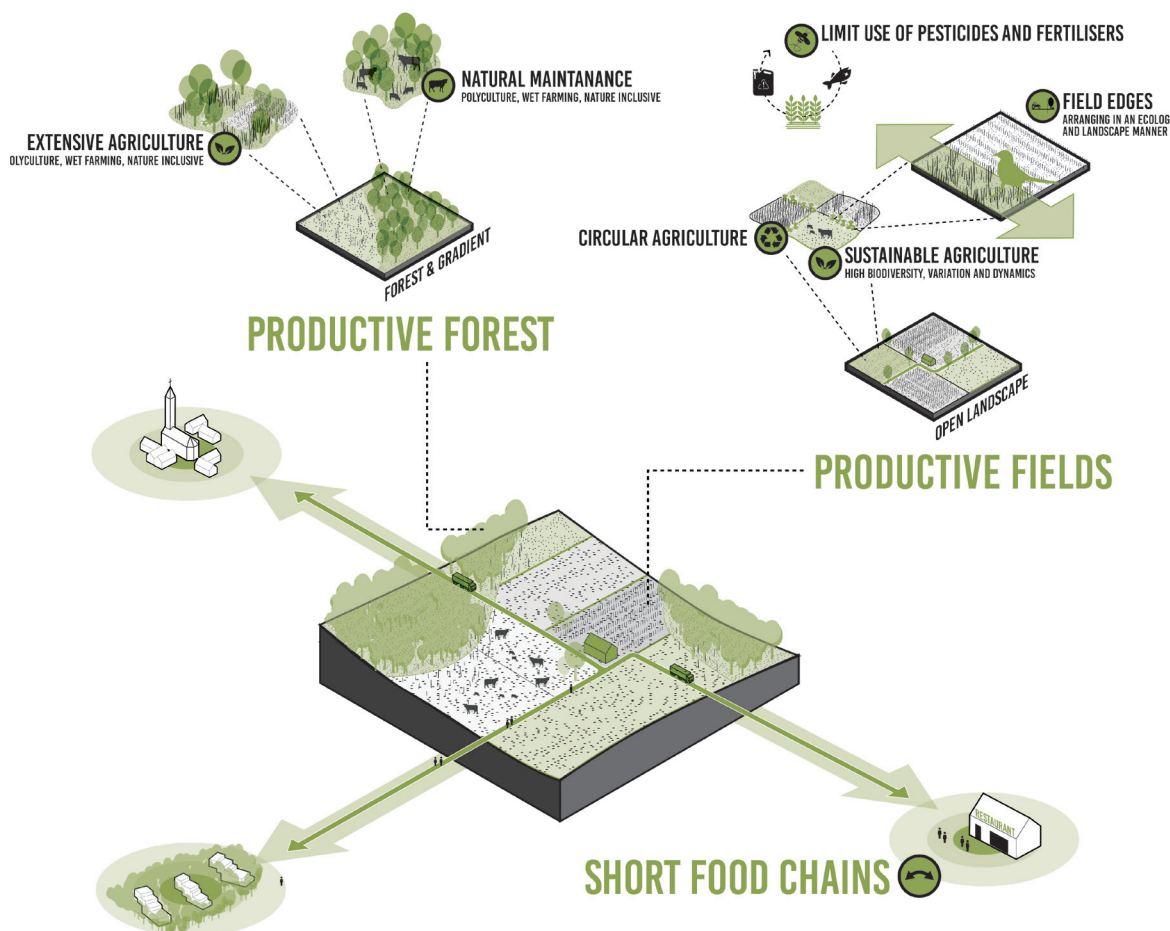 LIMIT USE OF PESTICIDES AND FERTILISERS
NATURAL MAINTANANCE
POLYCULTURE, WET FARMING, NATURE INCLUSIVE
FIELD EDGES
ARRANGING IN AN ECOLOG
AND LANDSCAPE MANNER
EXTENSIVE AGRICULTURE
OLYCULTURE, WET FARMING, NATURE INCLUSIVE
CIRCULAR AGRICULTURE
SUSTAINABLE AGRICULTURE
HIGH BIODIVERSITY, VARIATION AND DYNAMICS
FOREST & GRADIENT
PRODUCTIVE FOREST
OPEN LANDSCAPE
PRODUCTIVE FIELDS
RESTAURANT
SHORT FOOD CHAINS